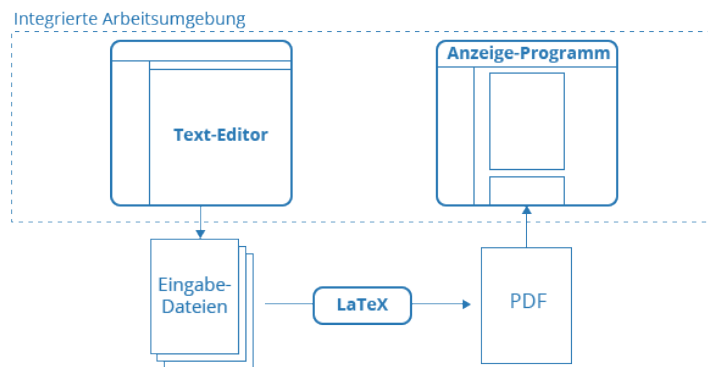 Integrierte Arbeitsumgebung
Text-Editor
Anzeige-Programm
Eingabe-
Dateien
LaTeX
PDF